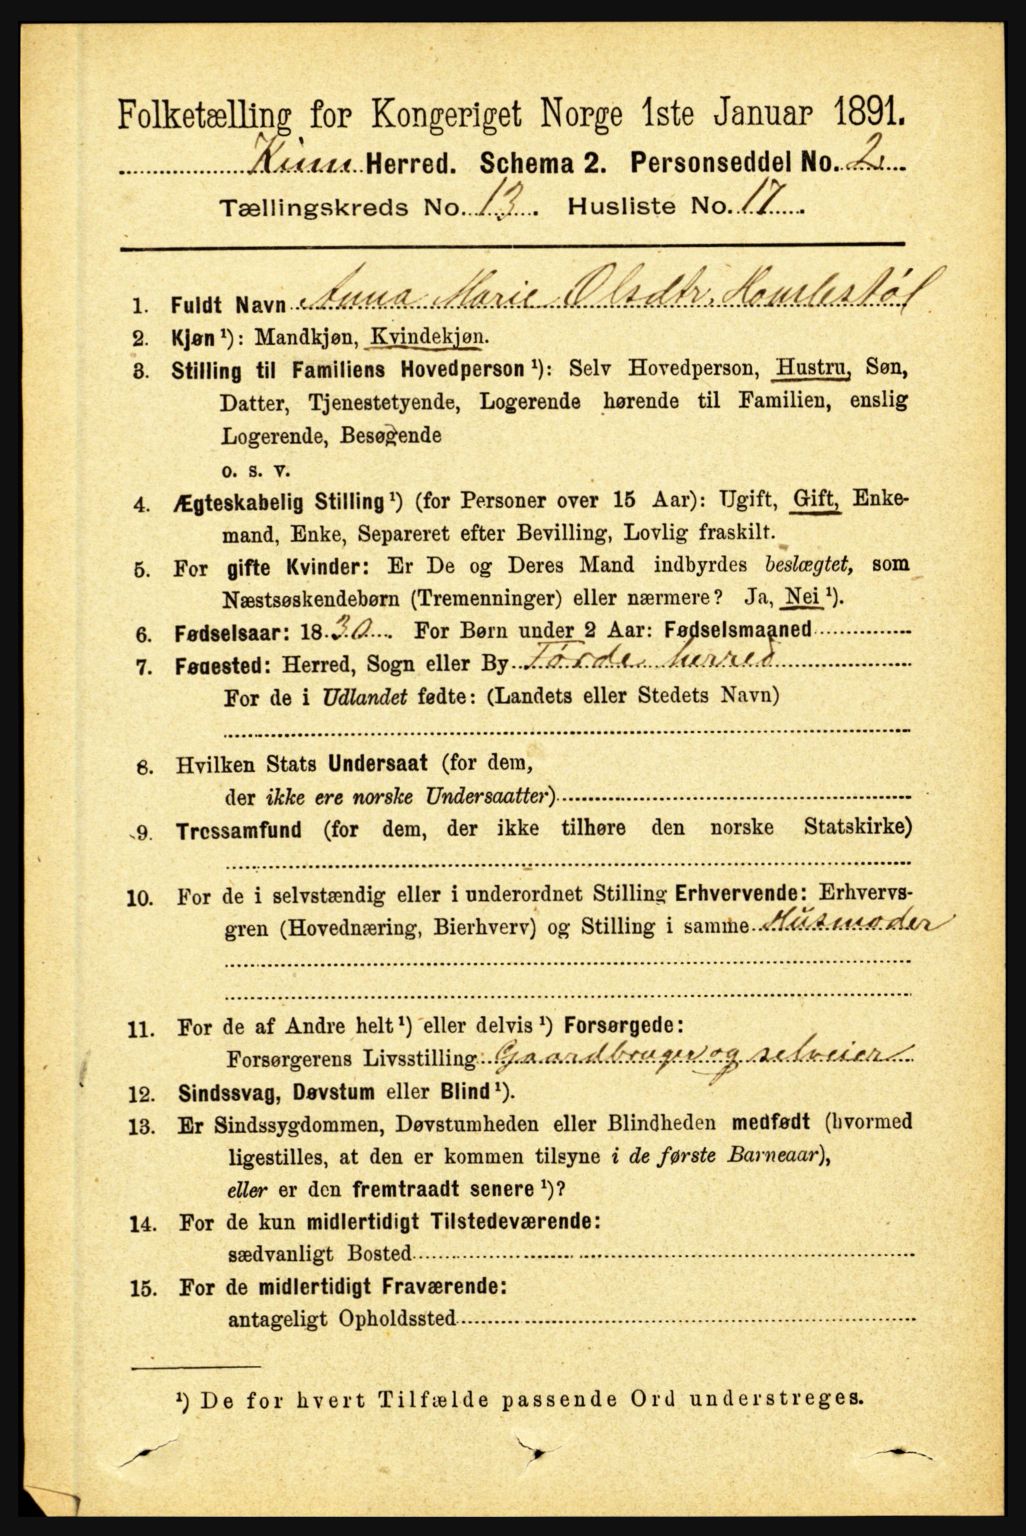 Folketælling for Kongeriget Norge 1ste Januar 1891.
Kinn Herred. Schema 2. Personseddel No. 2.
Tællingskreds No. 13. Husliste No. 17.
1. Fuldt Navn Anna Marie Olsdtr.
2. Kjøn ¹): Mandkjøn, Kvindekjøn.
3. Stilling til Familiens Hovedperson ¹): Selv Hovedperson, Hustru, Søn,
Datter, Tjenestetyende, Logerende hørende til Familien, enslig
Logerende, Besøgende
o. s. v.
4. Ægteskabelig Stilling ¹) (for Personer over 15 Aar): Ugift, Gift, Enke-
mand, Enke, Separeret efter Bevilling, Lovlig fraskilt.
5. For gifte Kvinder: Er De og Deres Mand indbyrdes beslægtet, som
Næstsøskendebørn (Tremenninger) eller nærmere? Ja, Nei ¹).
6. Fødselsaar: 1830. For Børn under 2 Aar: Fødselsmaaned
7. Fødested: Herred, Sogn eller By Førde herred
For de i Udlandet fødte: (Landets eller Stedets Navn)
8. Hvilken Stats Undersaat (for dem,
der ikke ere norske Undersaatter)
9. Trossamfund (for dem, der ikke tilhøre den norske Statskirke)
10. For de i selvstændig eller i underordnet Stilling Erhvervende: Erhvervs-
gren (Hovednæring, Bierhverv) og Stilling i samme Husmoder
11. For de af Andre helt ¹) eller delvis ¹) Forsørgede:
Forsørgerens Livsstilling Gaardbruger og selveier
12. Sindssvag, Døvstum eller Blind ¹).
13. Er Sindssygdommen, Døvstumheden eller Blindheden medfødt (hvormed
ligestilles, at den er kommen tilsyne i de første Barneaar),
eller er den fremtraadt senere ¹)?
14. For de kun midlertidigt Tilstedeværende:
sædvanligt Bosted
15. For de midlertidigt Fraværende:
antageligt Opholdssted
¹) De for hvert Tilfælde passende Ord understreges.